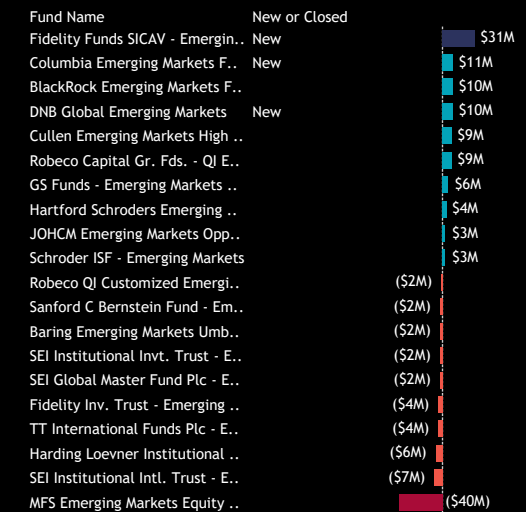 Fund Name New or Closed
Fidelity Funds SICAV - Emergin.. New $31M
Columbia Emerging Markets F.. New $11M
BlackRock Emerging Markets F.. $10M
DNB Global Emerging Markets New $10M
Cullen Emerging Markets High .. $9M
Robeco Capital Gr. Fds. - QI E.. $9M
GS Funds - Emerging Markets .. $6M
Hartford Schroders Emerging .. $4M
JOHCM Emerging Markets Opp.. $3M
Schroder ISF - Emerging Markets $3M
Robeco QI Customized Emergi.. ($2M)
Sanford C Bernstein Fund - Em.. ($2M)
Baring Emerging Markets Umb.. ($2M)
SEI Institutional Invt. Trust - E.. ($2M)
SEI Global Master Fund Plc - E.. ($2M)
Fidelity Inv. Trust - Emerging .. ($4M)
TT International Funds Plc - E.. ($4M)
Harding Loevner Institutional .. ($6M)
SEI Institutional Intl. Trust - E.. ($7M)
MFS Emerging Markets Equity .. ($40M)